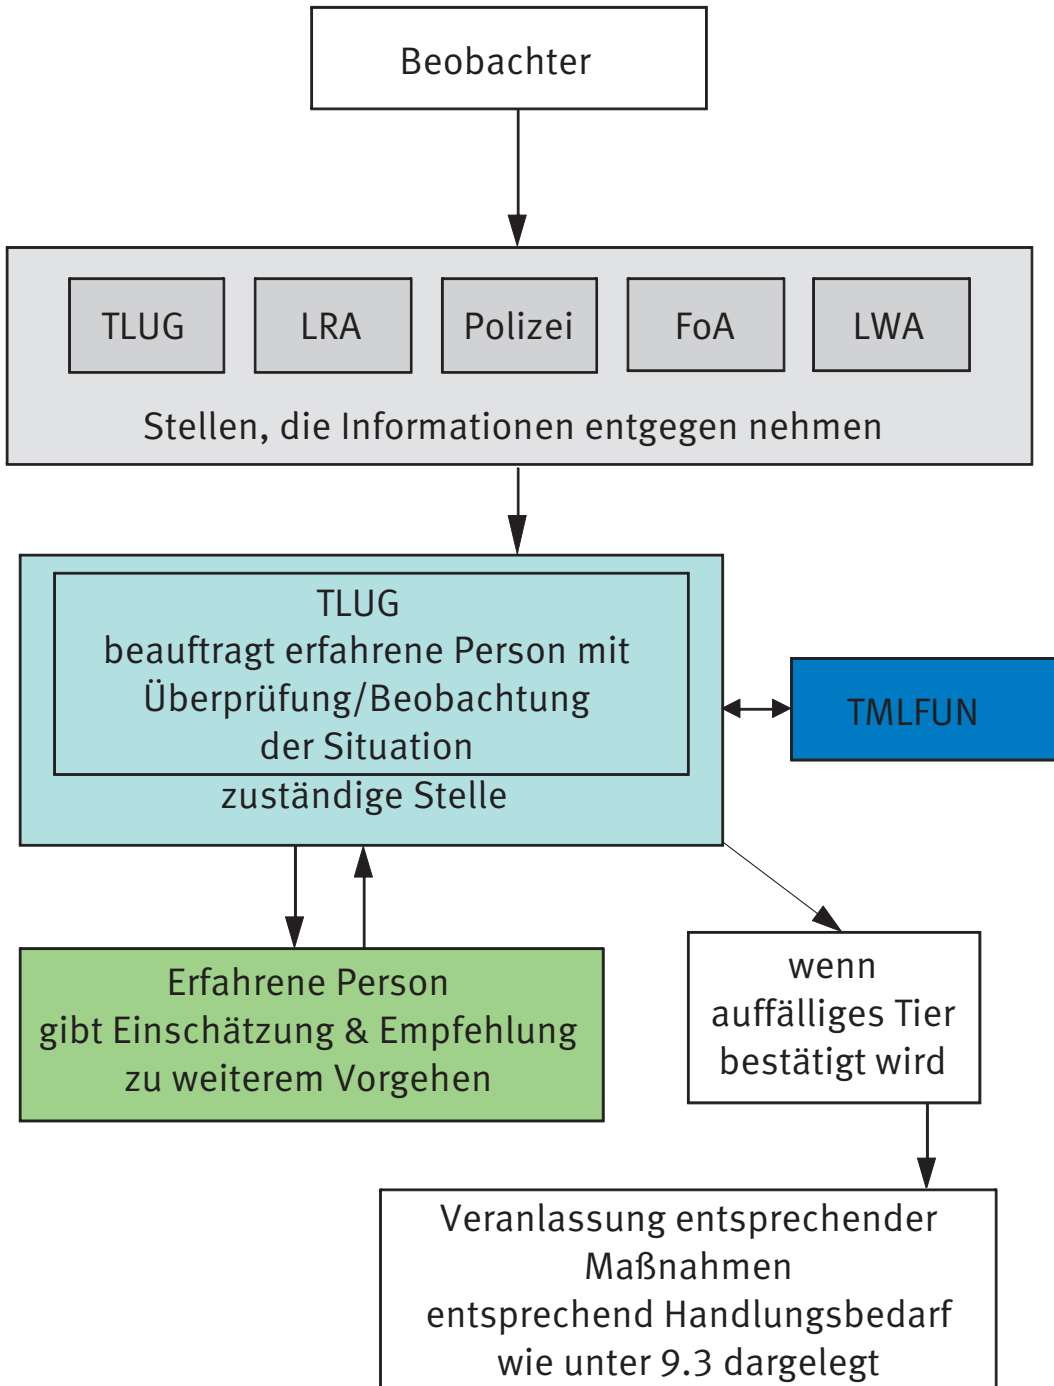 Beobachter
TLUG
LRA
Polizei
FoA
LWA
Stellen, die Informationen entgegen nehmen
TLUG
beauftragt erfahrene Person mit
Überprüfung/Beobachtung
der Situation
zuständige Stelle
TMLFUN
Erfahrene Person
gibt Einschätzung & Empfehlung
zu weiterem Vorgehen
wenn
auffälliges Tier
bestätigt wird
Veranlassung entsprechender
Maßnahmen
entsprechend Handlungsbedarf
wie unter 9.3 dargelegt